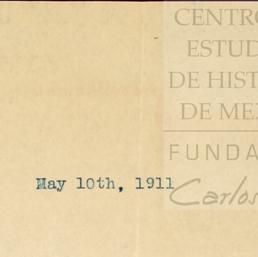 CENTRO
ESTUD
DE HIST
DE ME
FUNDA
Carlos
May 10th, 1911